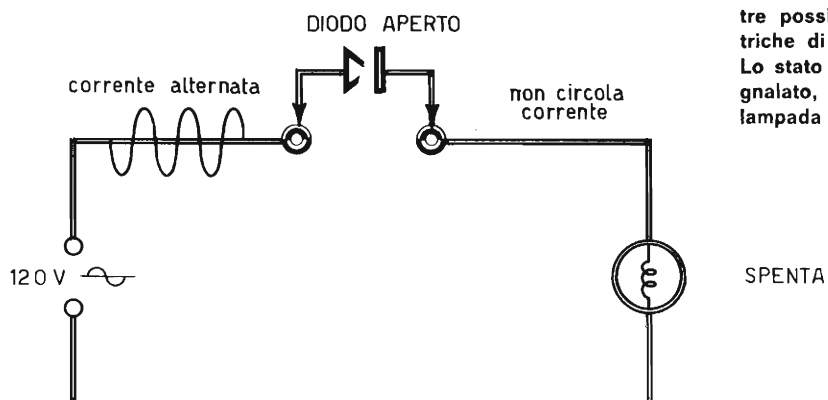 DIODO APERTO
corrente alternata
non circola
corrente
120 V
SPENTA
tre possi
triche di
Lo stato
gnalato,
lampada